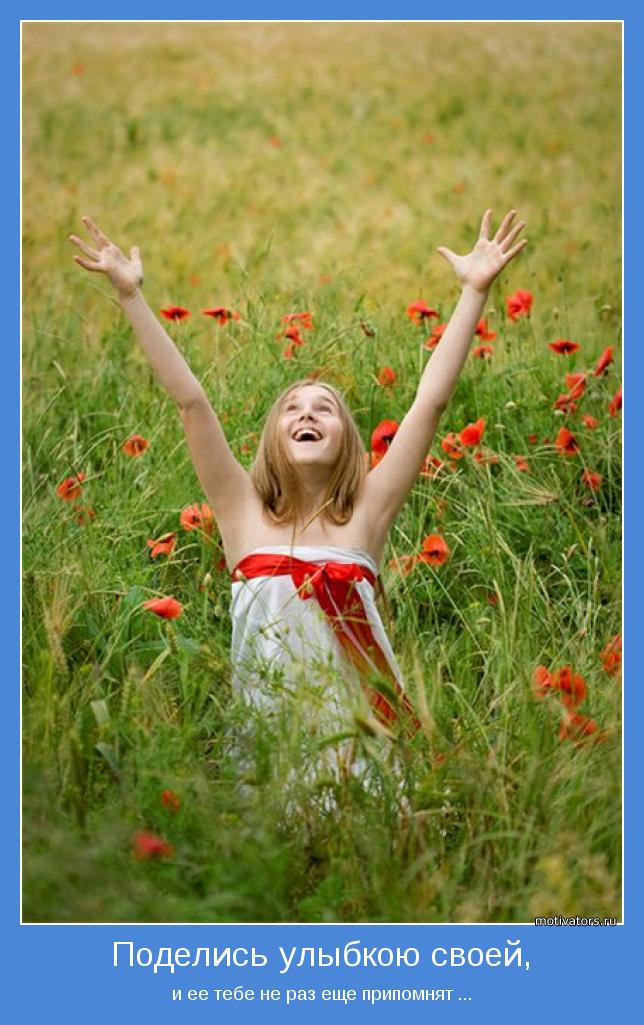 motivators.ru
Поделись улыбкою своей,
и ее тебе не раз еще припомнят ...